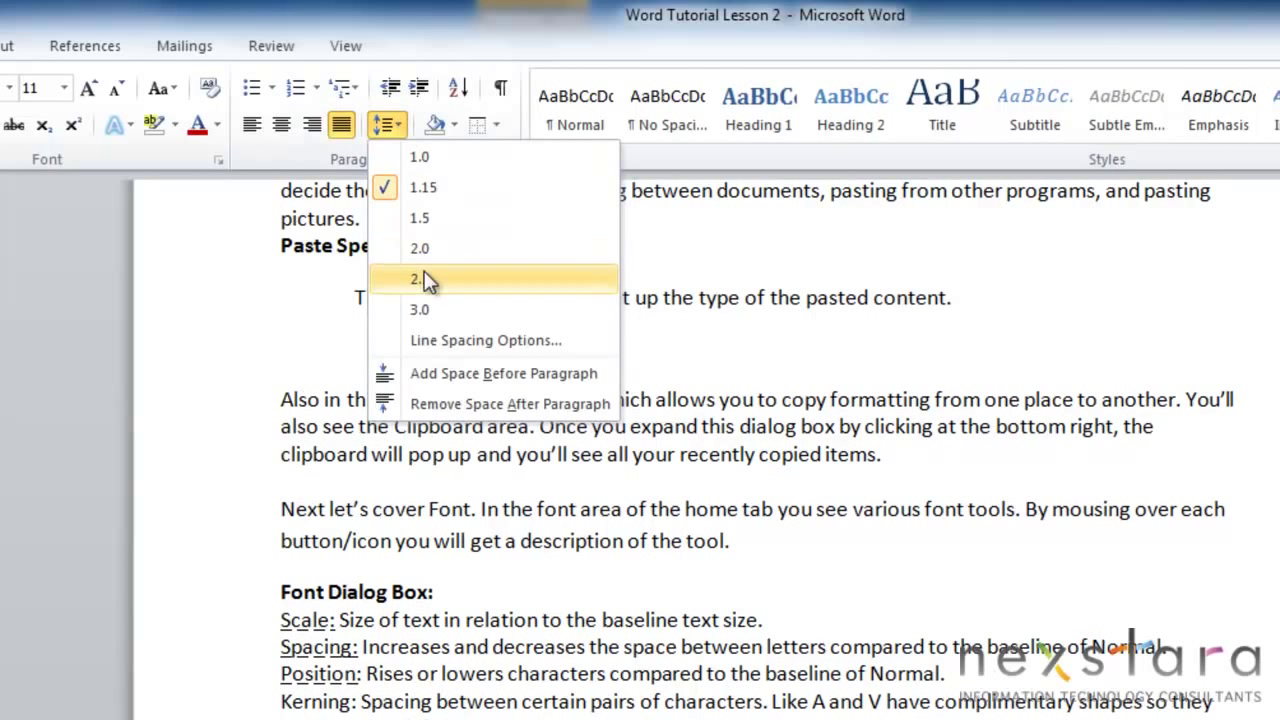 Word Tutorial Lesson 2 - Microsoft Word
References Mailings Review View
11 Aa
abc X₂ X² A ab A
AaBbCcDc AaBbCcDc AaBbC AaBbCc AaB AaBbCc. AaBbCcDc AaBbCcDc
¶ Normal ¶ No Spaci... Heading 1 Heading 2 Title Subtitle Subtle Em... Emphasis
Font Parag Styles
1.0
1.15
1.5
2.0
2.
3.0
Line Spacing Options...
Add Space Before Paragraph
Remove Space After Paragraph
decide the g between documents, pasting from other programs, and pasting
pictures.
Paste Spe
T t up the type of the pasted content.
Also in th ich allows you to copy formatting from one place to another. You’ll
also see the Clipboard area. Once you expand this dialog box by clicking at the bottom right, the
clipboard will pop up and you’ll see all your recently copied items.
Next let’s cover Font. In the font area of the home tab you see various font tools. By mousing over each
button/icon you will get a description of the tool.
Font Dialog Box:
Scale: Size of text in relation to the baseline text size.
Spacing: Increases and decreases the space between letters compared to the baseline of Normal.
Position: Rises or lowers characters compared to the baseline of Normal.
Kerning: Spacing between certain pairs of characters. Like A and V have complimentary shapes so they
nexstara
INFORMATION TECHNOLOGY CONSULTANTS